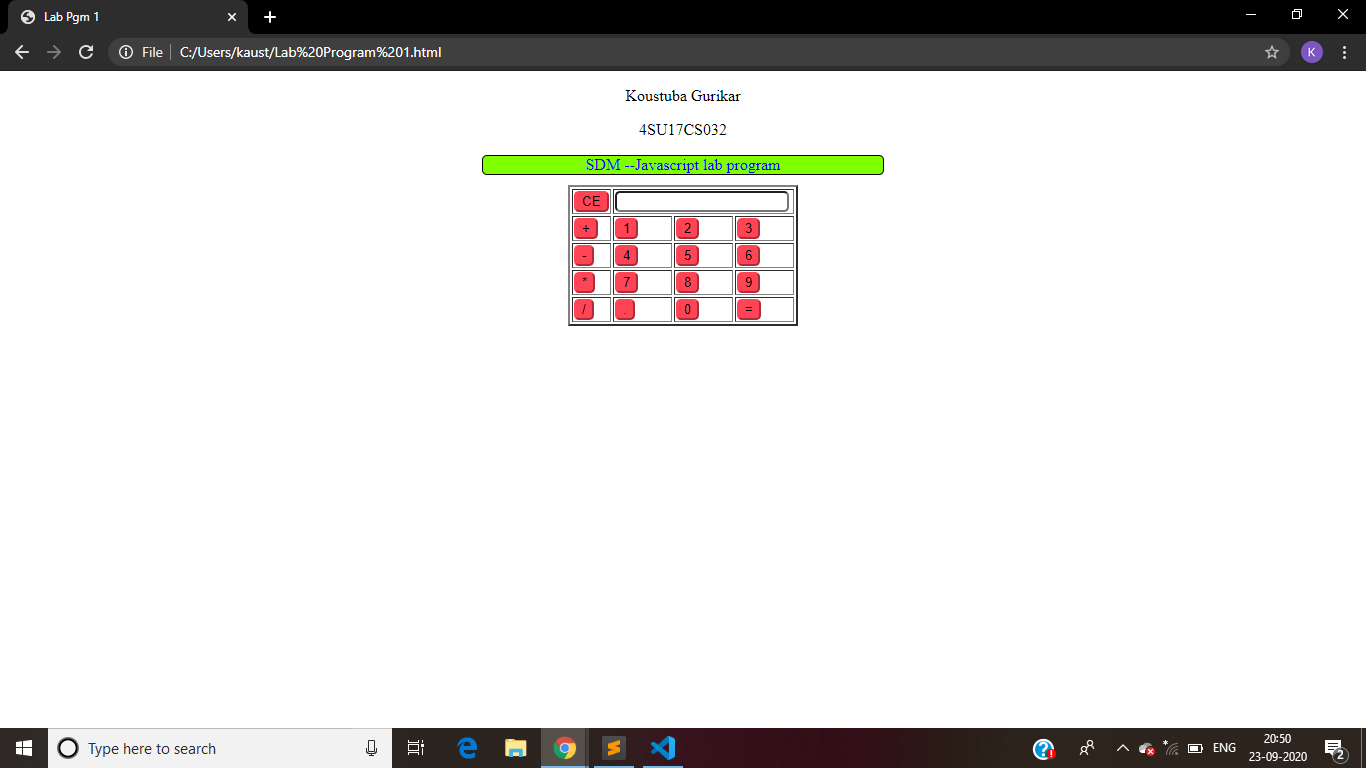 Lab Pgm 1
File C:/Users/kaust/Lab%20Program%201.html
K
Koustuba Gurikar
4SU17CS032
SDM --Javascript lab program
CE
+ 1 2 3
- 4 5 6
* 7 8 9
/ . 0 =
Type here to search
ENG
20:50
23-09-2020
2